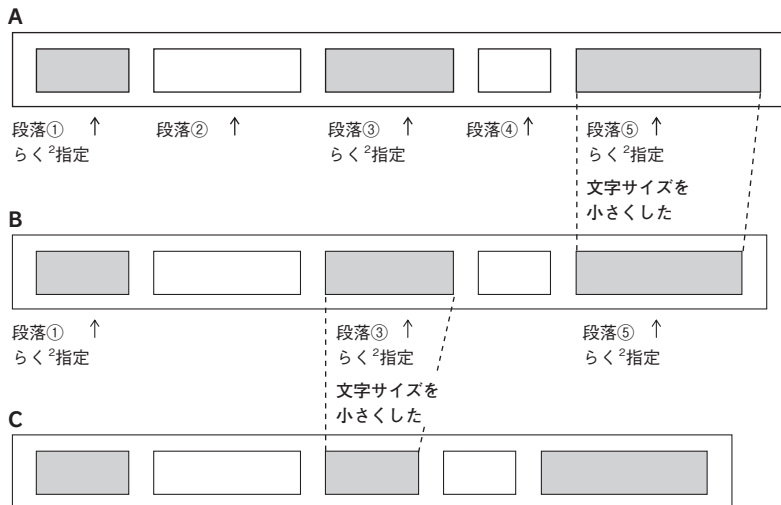 A
段落① ↑ 段落② ↑ 段落③ ↑ 段落④ ↑ 段落⑤ ↑
らく²指定 らく²指定 らく²指定
文字サイズを
小さくした
B
段落① ↑ 段落③ ↑ 段落⑤ ↑
らく²指定 らく²指定 らく²指定
文字サイズを
小さくした
C